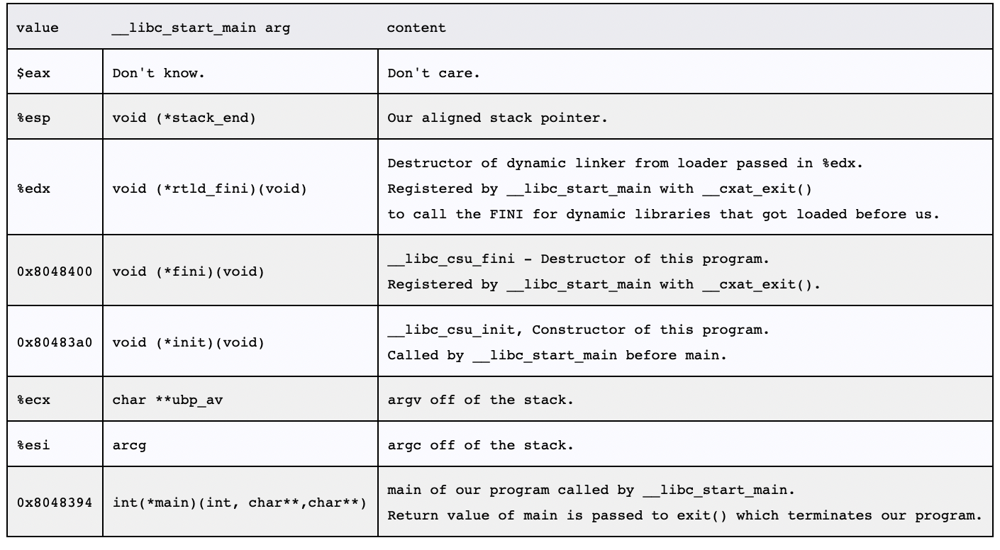 value __libc_start_main arg content
$eax Don't know. Don't care.
%esp void (*stack_end) Our aligned stack pointer.
%edx void (*rtld_fini)(void) Destructor of dynamic linker from loader passed in %edx.
Registered by __libc_start_main with __cxat_exit()
to call the FINI for dynamic libraries that got loaded before us.
0x8048400 void (*fini)(void) __libc_csu_fini - Destructor of this program.
Registered by __libc_start_main with __cxat_exit().
0x80483a0 void (*init)(void) __libc_csu_init, Constructor of this program.
Called by __libc_start_main before main.
%ecx char **ubp_av argv off of the stack.
%esi arcg argc off of the stack.
0x8048394 int(*main)(int, char**,char**) main of our program called by __libc_start_main.
Return value of main is passed to exit() which terminates our program.